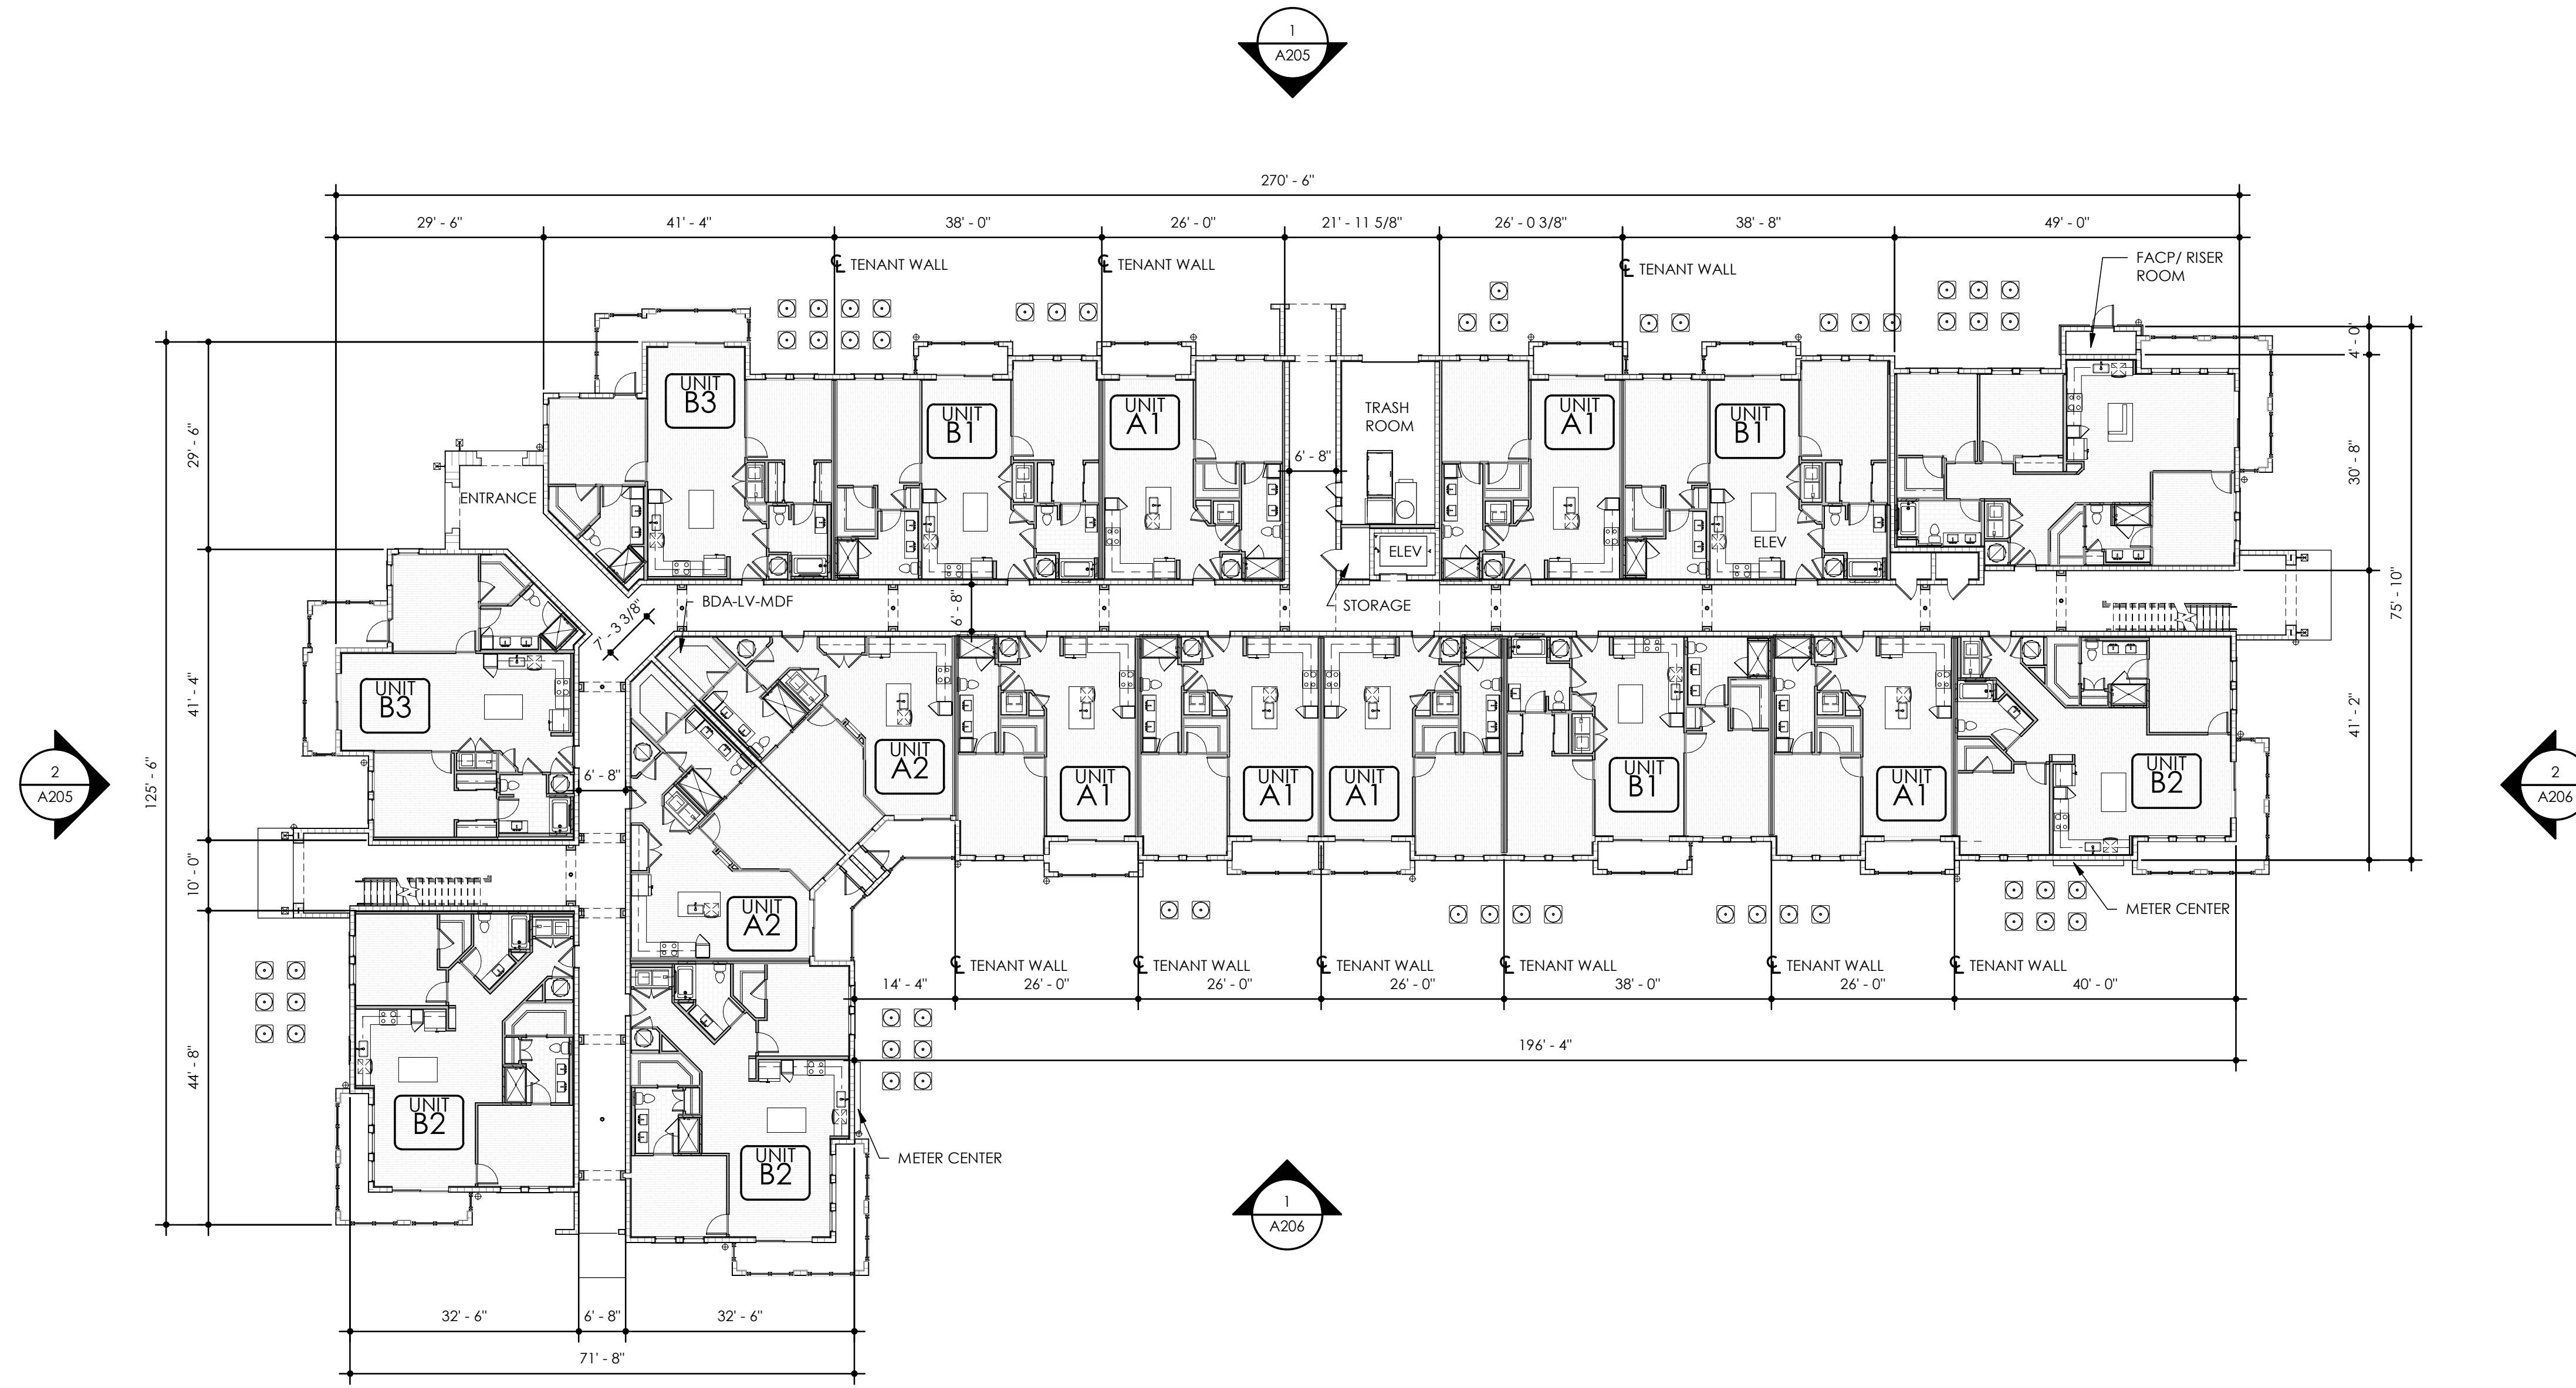 1
A205
270' - 6"
29' - 6"
41' - 4"
38' - 0"
26' - 0"
21' - 11 5/8"
26' - 0 3/8"
38' - 8"
49' - 0"
℄ TENANT WALL
℄ TENANT WALL
℄ TENANT WALL
FACP/ RISER
ROOM
4' - 0"
UNIT
B3
UNIT
B1
UNIT
A1
TRASH
ROOM
UNIT
A1
UNIT
B1
29' - 6"
6' - 8"
30' - 8"
ENTRANCE
ELEV
ELEV
BDA-LV-MDF
6' - 8"
STORAGE
75' - 10"
7' - 3 3/8"
UNIT
B3
41' - 4"
41' - 2"
6' - 8"
UNIT
A2
UNIT
A1
UNIT
A1
UNIT
A1
UNIT
B1
UNIT
A1
UNIT
B2
2
A205
125' - 6"
2
A206
10' - 0"
UNIT
A2
METER CENTER
℄ TENANT WALL
℄ TENANT WALL
℄ TENANT WALL
℄ TENANT WALL
℄ TENANT WALL
℄ TENANT WALL
14' - 4"
26' - 0"
26' - 0"
26' - 0"
38' - 0"
26' - 0"
40' - 0"
196' - 4"
44' - 8"
UNIT
B2
UNIT
B2
METER CENTER
1
A206
32' - 6"
6' - 8"
32' - 6"
71' - 8"